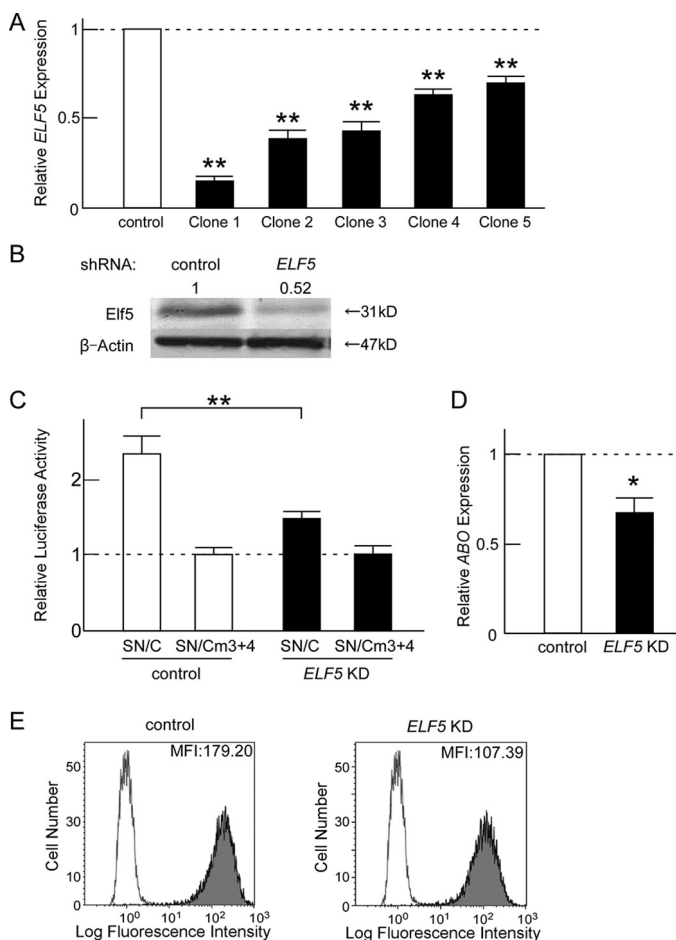 A
Relative ELF5 Expression
1
0.5
0
**
**
**
**
**
control Clone 1 Clone 2 Clone 3 Clone 4 Clone 5
B
shRNA: control ELF5
1 0.52
Elf5 ←31kD
β-Actin ←47kD
C
Relative Luciferase Activity
2
1
0
**
SN/C SN/Cm3+4 SN/C SN/Cm3+4
control ELF5 KD
D
Relative ABO Expression
1
0.5
0
*
control ELF5 KD
E
control
MFI:179.20
Cell Number
50
30
10
0
10⁰ 10¹ 10² 10³
Log Fluorescence Intensity
ELF5 KD
MFI:107.39
Cell Number
50
30
10
0
10⁰ 10¹ 10² 10³
Log Fluorescence Intensity